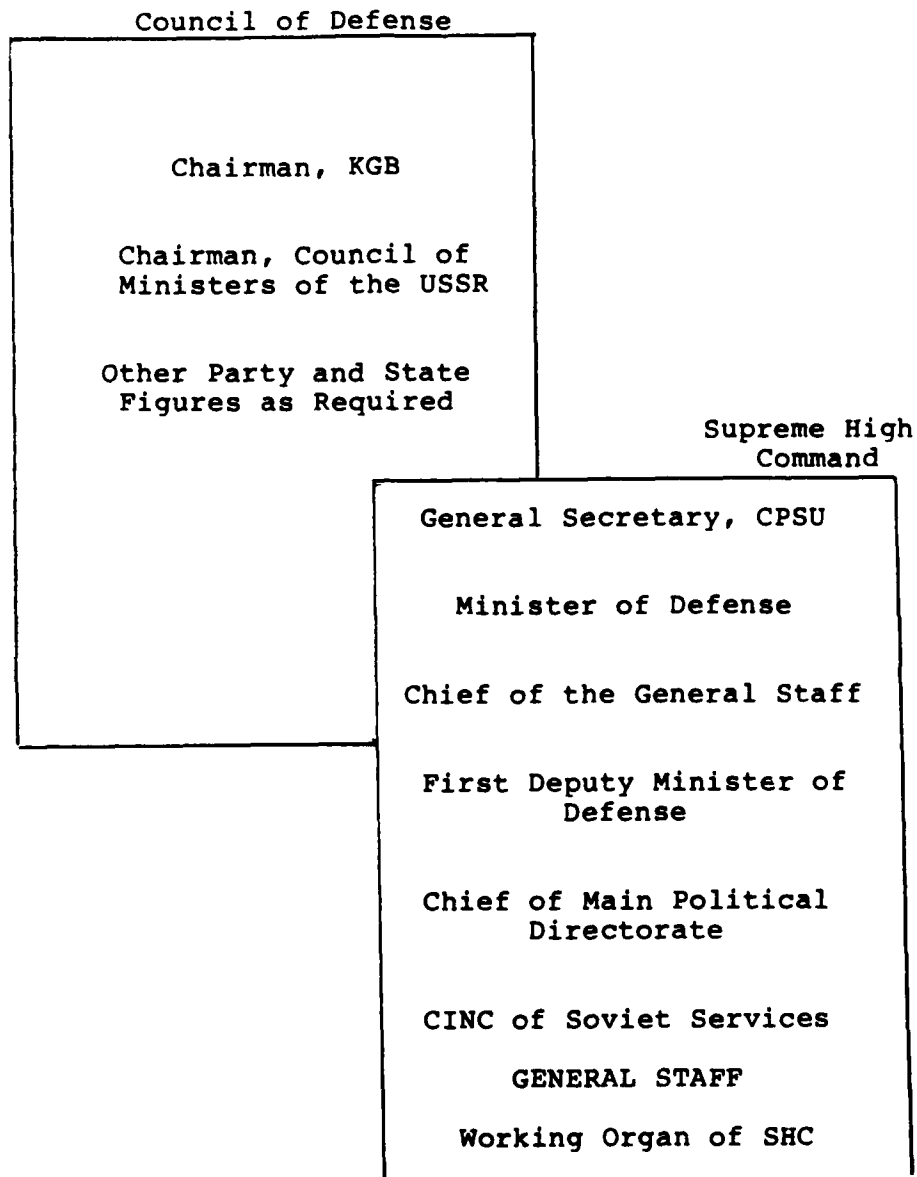 Council of Defense
Chairman, KGB
Chairman, Council of
Ministers of the USSR
Other Party and State
Figures as Required
Supreme High
Command
General Secretary, CPSU
Minister of Defense
Chief of the General Staff
First Deputy Minister of
Defense
Chief of Main Political
Directorate
CINC of Soviet Services
GENERAL STAFF
Working Organ of SHC